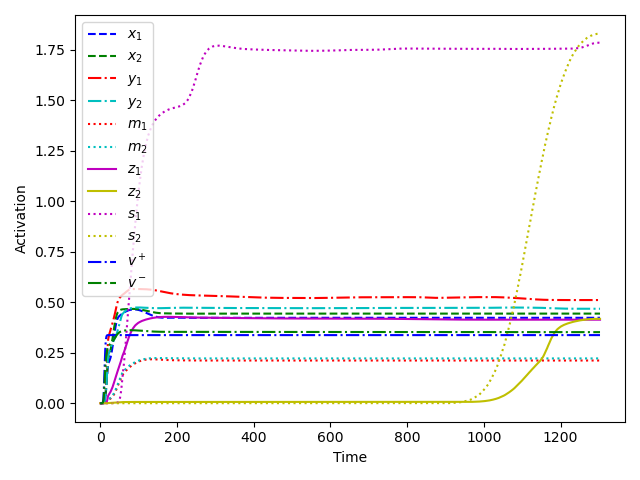 1.75
1.50
1.25
1.00
0.75
0.50
0.25
0.00
Activation
x₁
x₂
y₁
y₂
m₁
m₂
z₁
z₂
s₁
s₂
v⁺
v⁻
0 200 400 600 800 1000 1200
Time